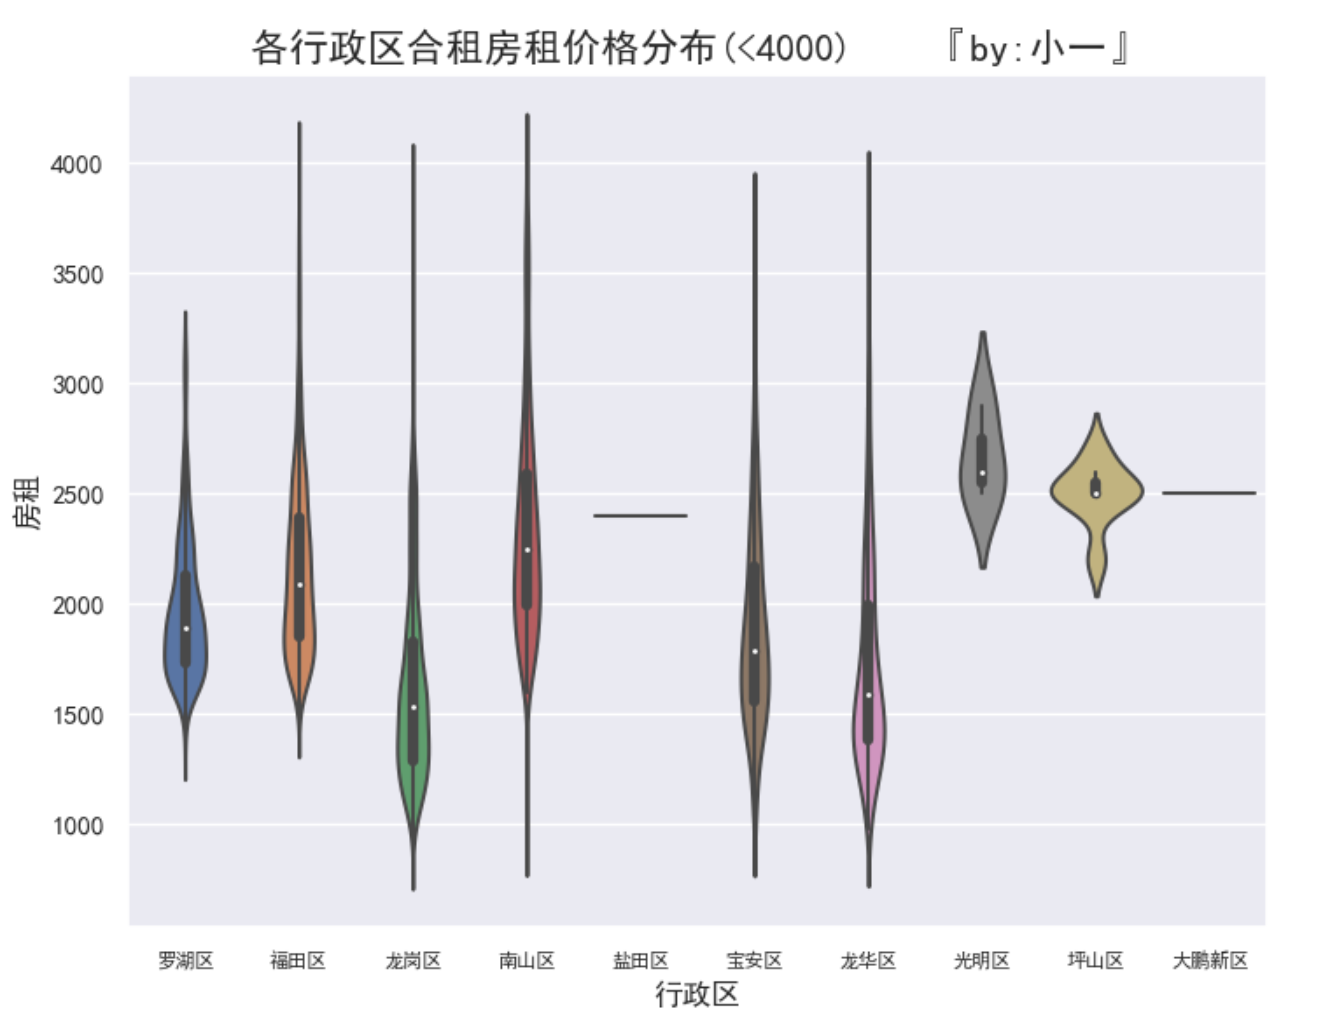 各行政区合租房租价格分布(<4000)   『by:小一』
4000
3500
3000
2500
2000
1500
1000
房租
罗湖区 福田区 龙岗区 南山区 盐田区 宝安区 龙华区 光明区 坪山区 大鹏新区
行政区